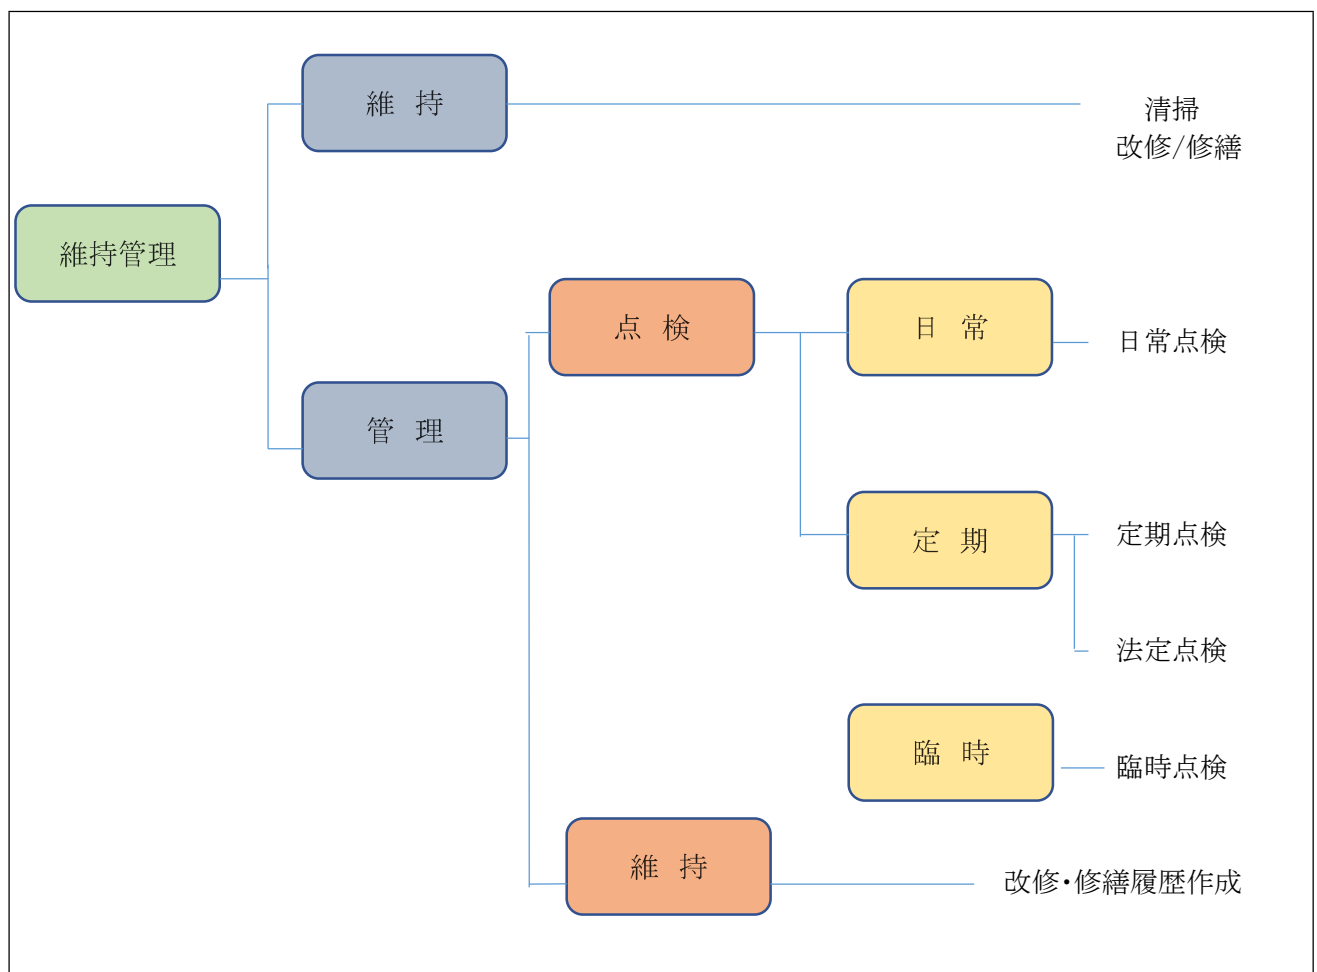 維 持
清掃
改修/修繕
維持管理
点 検
日 常
日常点検
管 理
定 期
定期点検
法定点検
臨 時
臨時点検
維 持
改修・修繕履歴作成